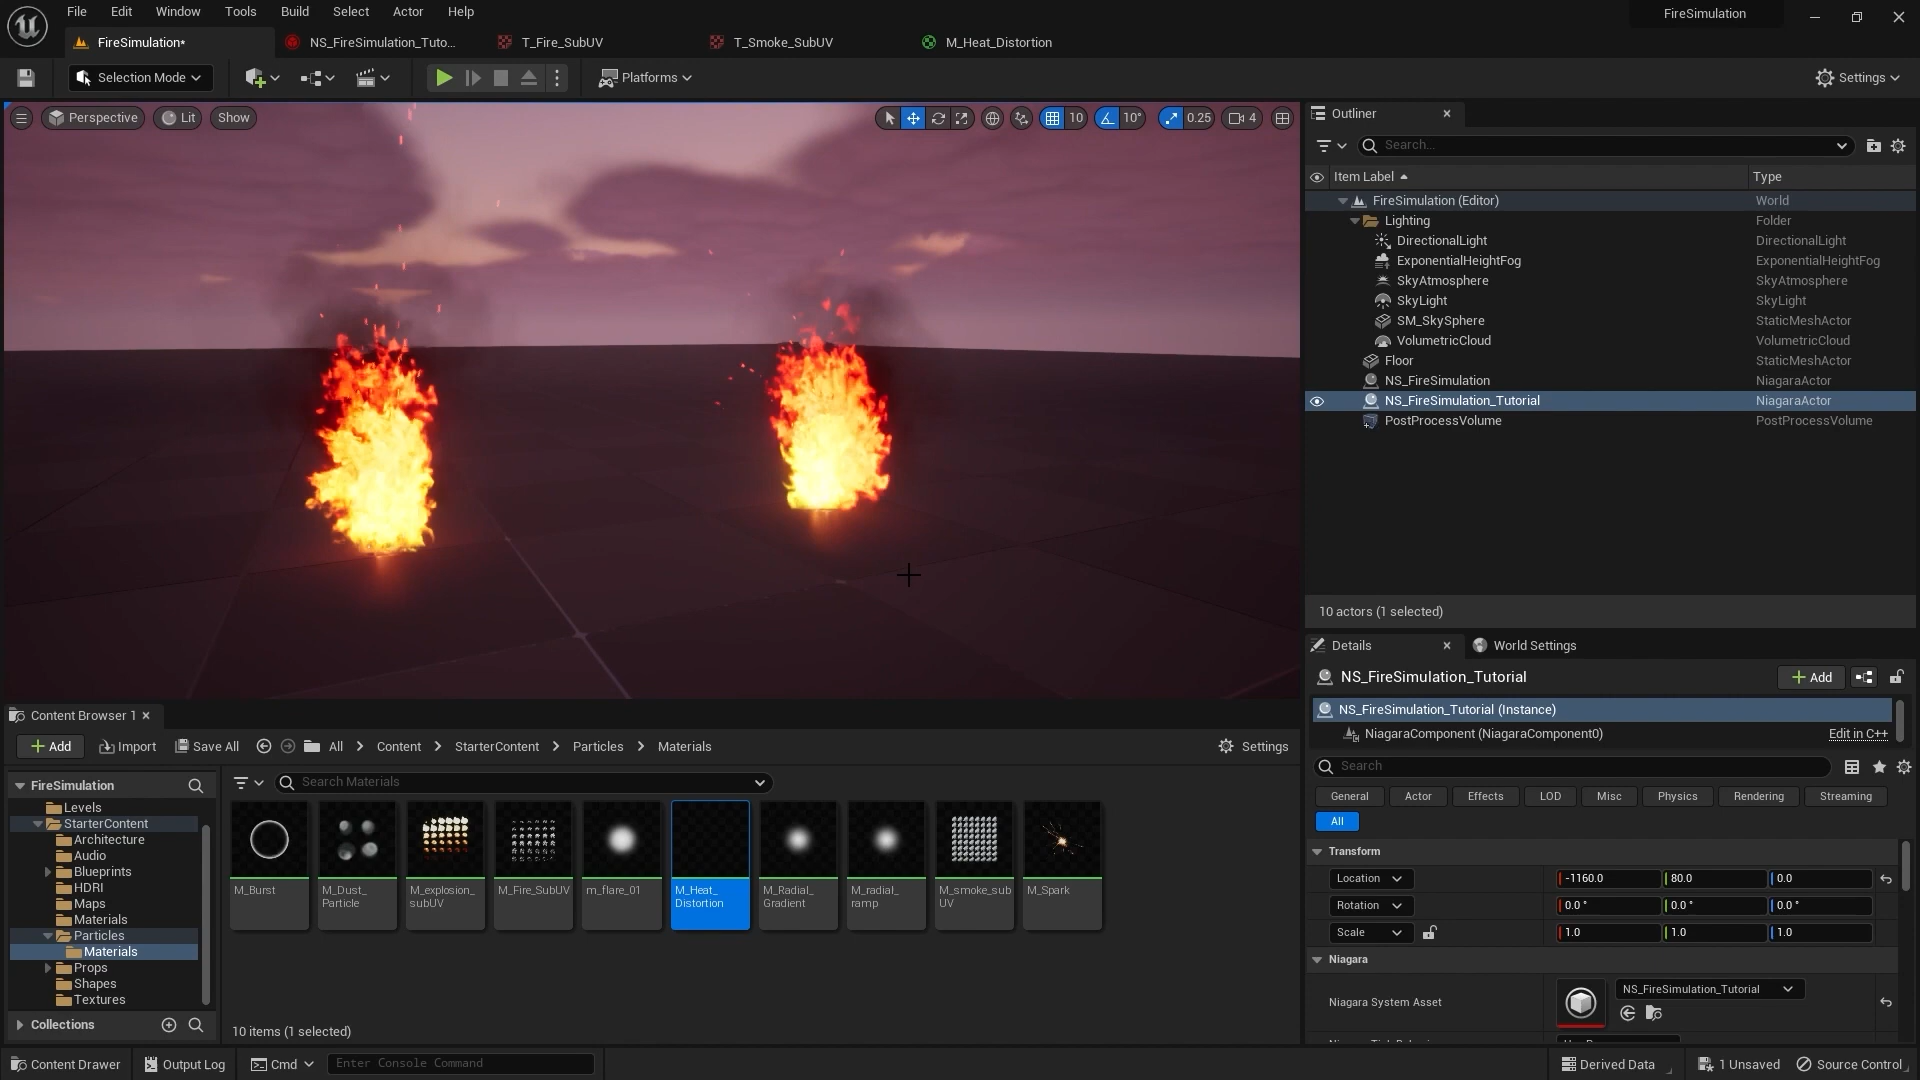 File Edit Window Tools Build Select Actor Help
FireSimulation
FireSimulation*
NS_FireSimulation_Tuto...
T_Fire_SubUV
T_Smoke_SubUV
M_Heat_Distortion
Selection Mode
Platforms
Settings
Perspective
Lit
Show
10
10°
0.25
4
Outliner
Search...
Item Label
Type
FireSimulation (Editor) World
Lighting Folder
DirectionalLight DirectionalLight
ExponentialHeightFog ExponentialHeightFog
SkyAtmosphere SkyAtmosphere
SkyLight SkyLight
SM_SkySphere StaticMeshActor
VolumetricCloud VolumetricCloud
Floor StaticMeshActor
NS_FireSimulation NiagaraActor
NS_FireSimulation_Tutorial NiagaraActor
PostProcessVolume PostProcessVolume
10 actors (1 selected)
Details
World Settings
NS_FireSimulation_Tutorial
Add
NS_FireSimulation_Tutorial (Instance)
NiagaraComponent (NiagaraComponent0) Edit in C++
Search
General Actor Effects LOD Misc Physics Rendering Streaming
All
Transform
Location -1160.0 80.0 0.0
Rotation 0.0 ° 0.0 ° 0.0 °
Scale 1.0 1.0 1.0
Niagara
Niagara System Asset
NS_FireSimulation_Tutorial
Content Browser 1
Add Import Save All All Content StarterContent Particles Materials
Settings
FireSimulation
Levels
StarterContent
Architecture
Audio
Blueprints
HDRI
Maps
Materials
Particles
Materials
Props
Shapes
Textures
Collections
Search Materials
M_Burst
M_Dust_
Particle
M_explosion_
subUV
M_Fire_SubUV
m_flare_01
M_Heat_
Distortion
M_Radial_
Gradient
M_radial_
ramp
M_smoke_sub
UV
M_Spark
10 items (1 selected)
Content Drawer
Output Log
Cmd
Enter Console Command
Derived Data
1 Unsaved
Source Control